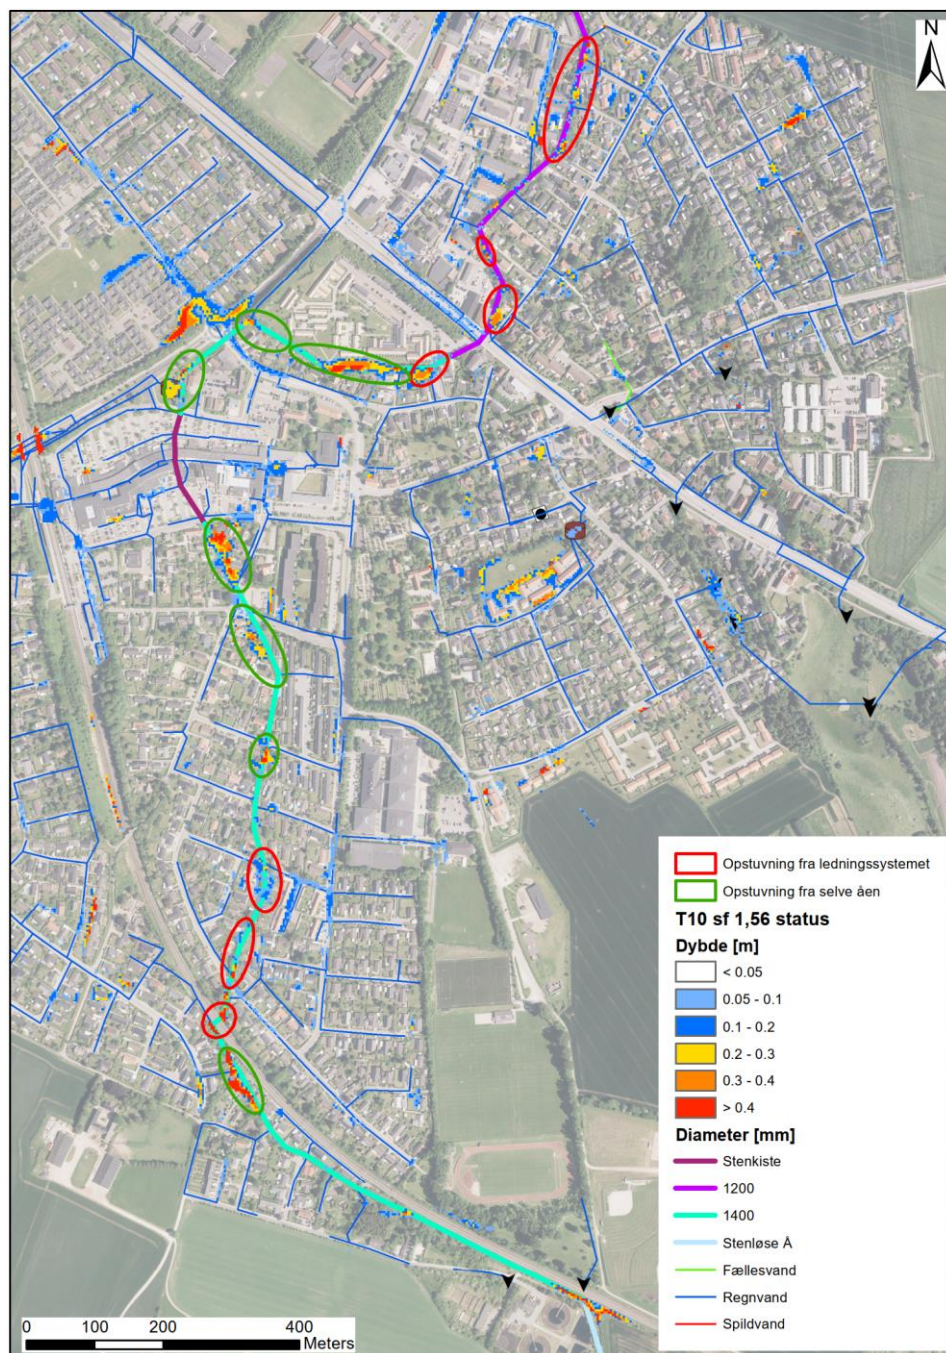 N
Opstuvning fra ledningssystemet
Opstuvning fra selve åen
T10 sf 1,56 status
Dybde [m]
< 0.05
0.05 - 0.1
0.1 - 0.2
0.2 - 0.3
0.3 - 0.4
> 0.4
Diameter [mm]
Stenkiste
1200
1400
Stenløse Å
Fællesvand
Regnvand
Spildvand
0 100 200 400
Meters